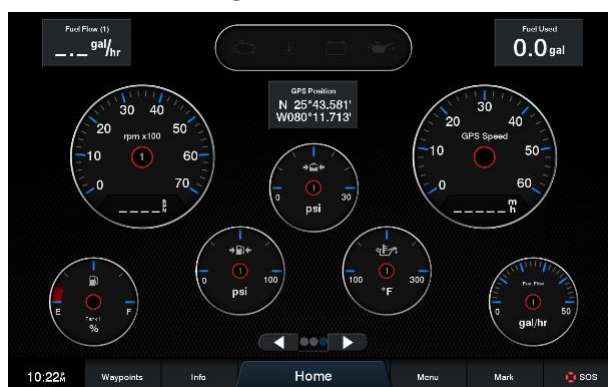 Fuel Flow (1)
_._ gal/hr
Fuel Used
0.0 gal
GPS Position
N 25°43.581'
W080°11.713'
0 10 20 30 40 50 60 70
rpm x100
1
0 10 20 30 40 50 60
GPS Speed
mh
0 30
1
psi
0 100
1
psi
100 300
1
°F
E F
%
Fuel Flow
0 50
1
gal/hr
10:22
Waypoints Info Home Menu Mark SOS